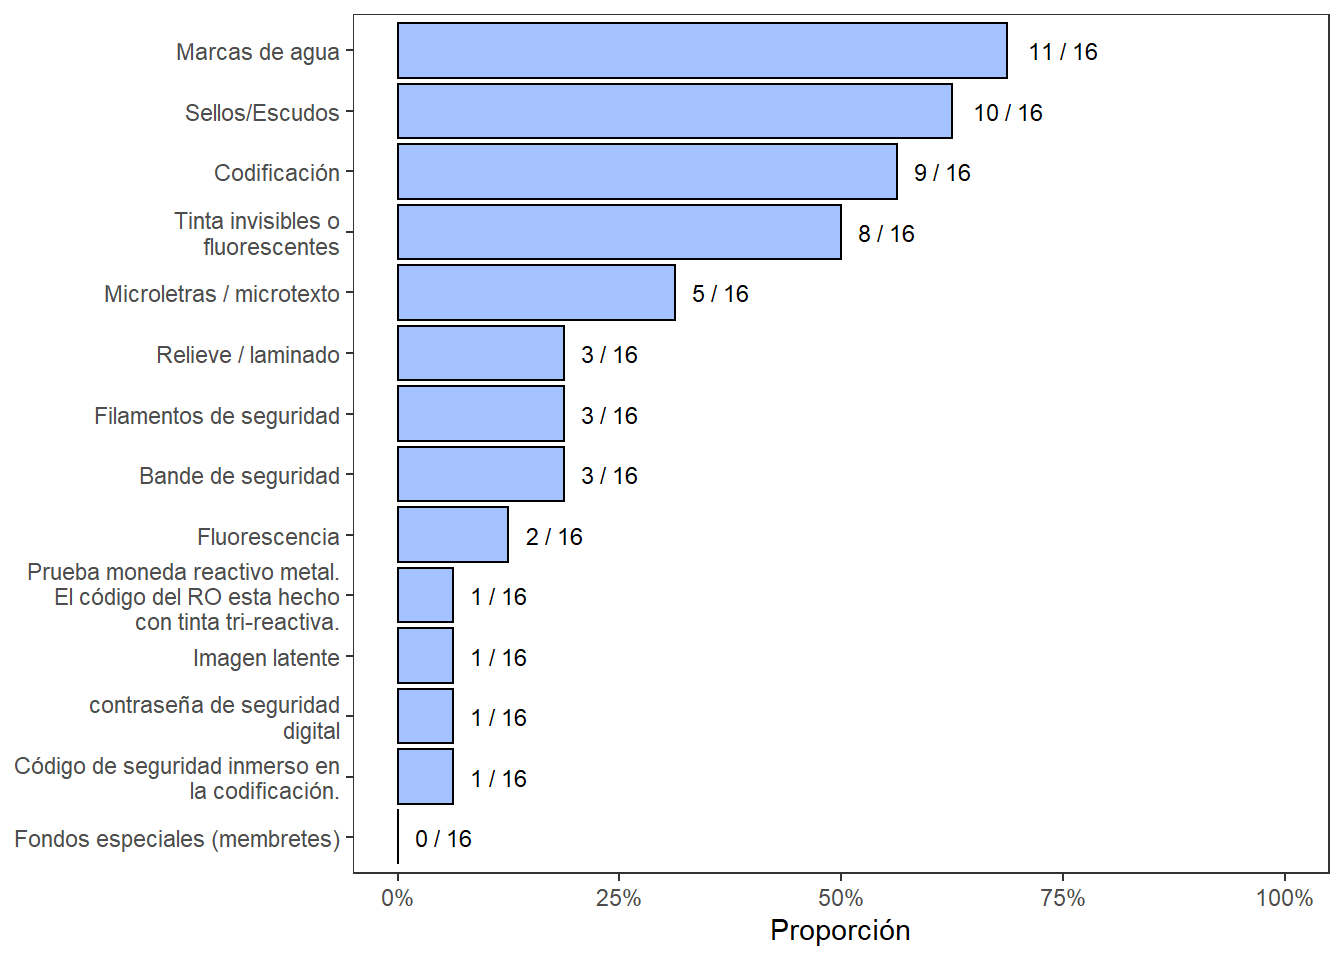 Marcas de agua
11 / 16
Sellos/Escudos
10 / 16
Codificación
9 / 16
Tinta invisibles o
fluorescentes
8 / 16
Microletras / microtexto
5 / 16
Relieve / laminado
3 / 16
Filamentos de seguridad
3 / 16
Bande de seguridad
3 / 16
Fluorescencia
2 / 16
Prueba moneda reactivo metal.
El código del RO esta hecho
con tinta tri-reactiva.
1 / 16
Imagen latente
1 / 16
contraseña de seguridad
digital
1 / 16
Código de seguridad inmerso en
la codificación.
1 / 16
Fondos especiales (membretes)
0 / 16
0%
25%
50%
75%
100%
Proporción